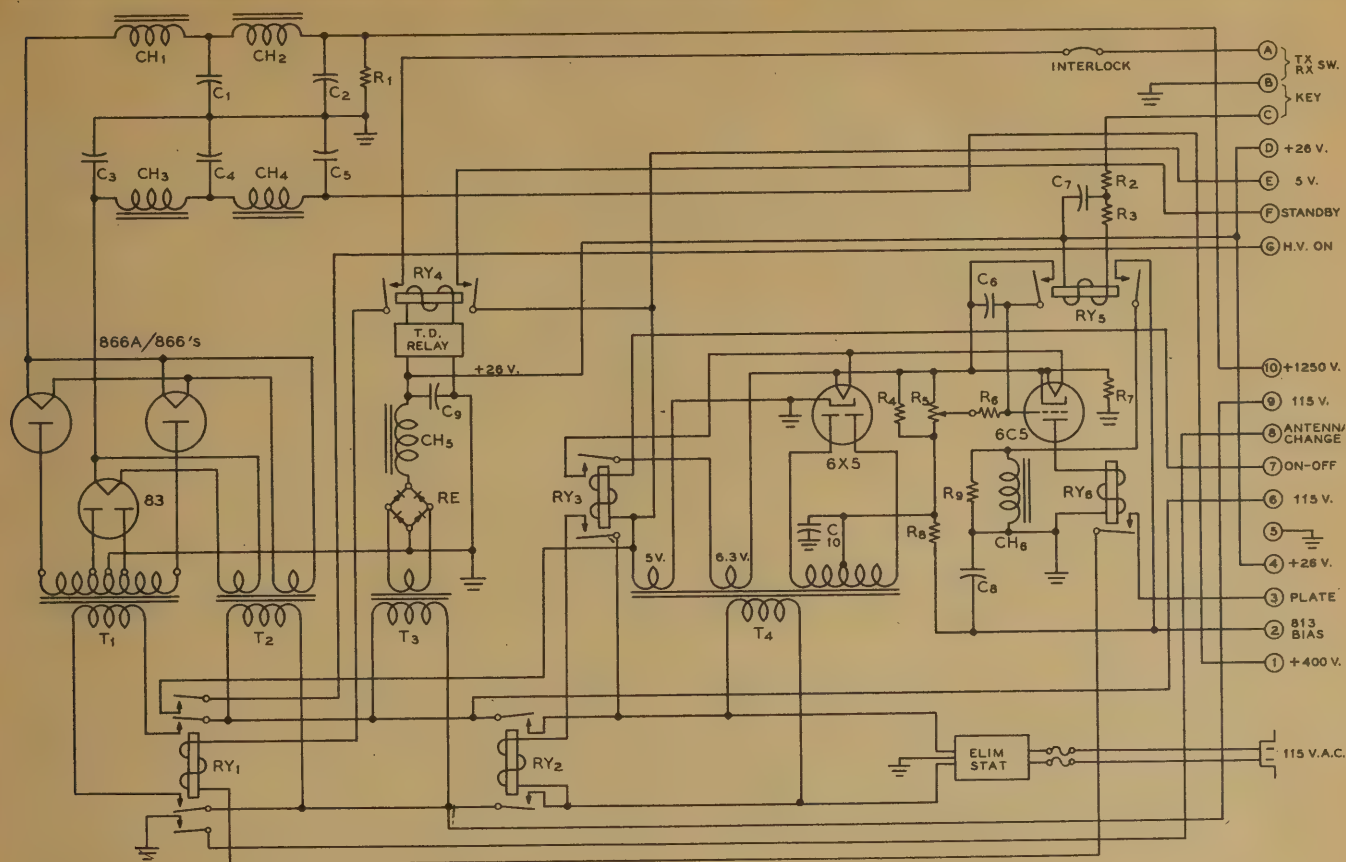 CH1
CH2
C1
C2
R1
INTERLOCK
A
B
C
TX
RX SW.
KEY
D +26 V.
E 5 V.
F STANDBY
G H.V. ON
C3
CH3
C4
CH4
C5
C7
R2
R3
RY4
T.D.
RELAY
+26 V.
C9
CH5
RE
866A/866's
83
C6
RY5
R4
R5
R6
R7
6X5
6C5
RY3
R9
CH6
RY6
C
10
R8
C8
5V.
6.3V.
10 +1250 V.
9 115 V.
8 ANTENNA/
CHANGE
7 ON-OFF
6 115 V.
5
4 +26 V.
3 PLATE
2 813
BIAS
1 +400 V.
T1
T2
T3
T4
RY1
RY2
ELIM
STAT
115 V.A.C.